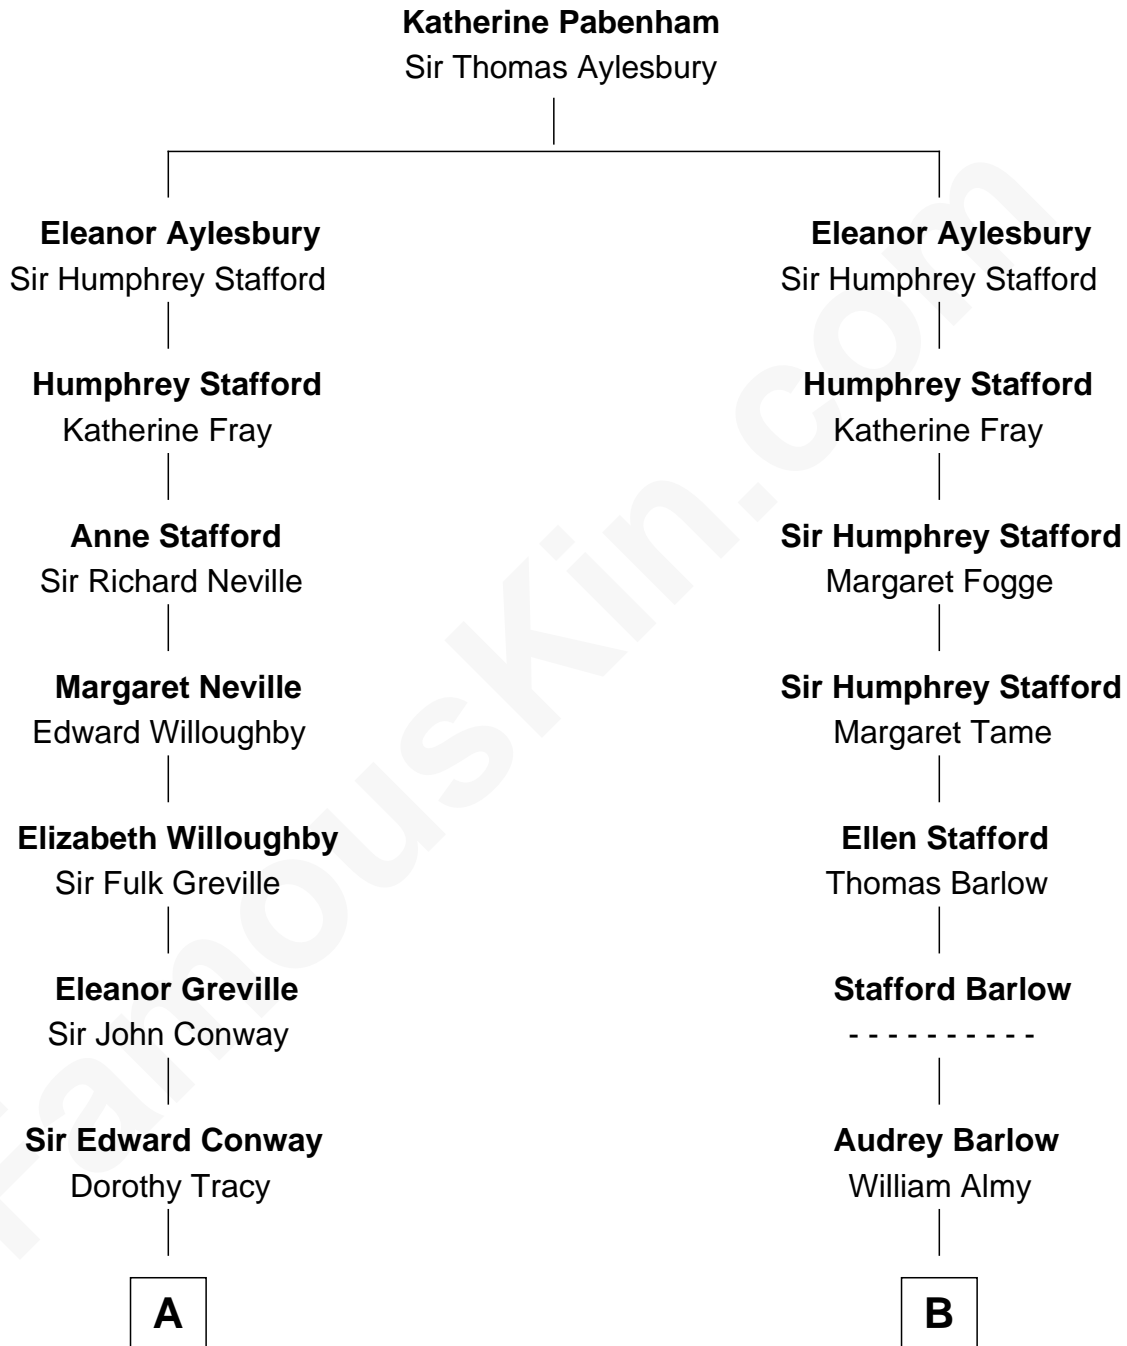 Katherine Pabenham
Sir Thomas Aylesbury
Eleanor Aylesbury
Sir Humphrey Stafford
Humphrey Stafford
Katherine Fray
Anne Stafford
Sir Richard Neville
Margaret Neville
Edward Willoughby
Elizabeth Willoughby
Sir Fulk Greville
Eleanor Greville
Sir John Conway
Sir Edward Conway
Dorothy Tracy
A
Eleanor Aylesbury
Sir Humphrey Stafford
Humphrey Stafford
Katherine Fray
Sir Humphrey Stafford
Margaret Fogge
Sir Humphrey Stafford
Margaret Tame
Ellen Stafford
Thomas Barlow
Stafford Barlow
- - - - - - - - - -
Audrey Barlow
William Almy
B
FamousKin.com